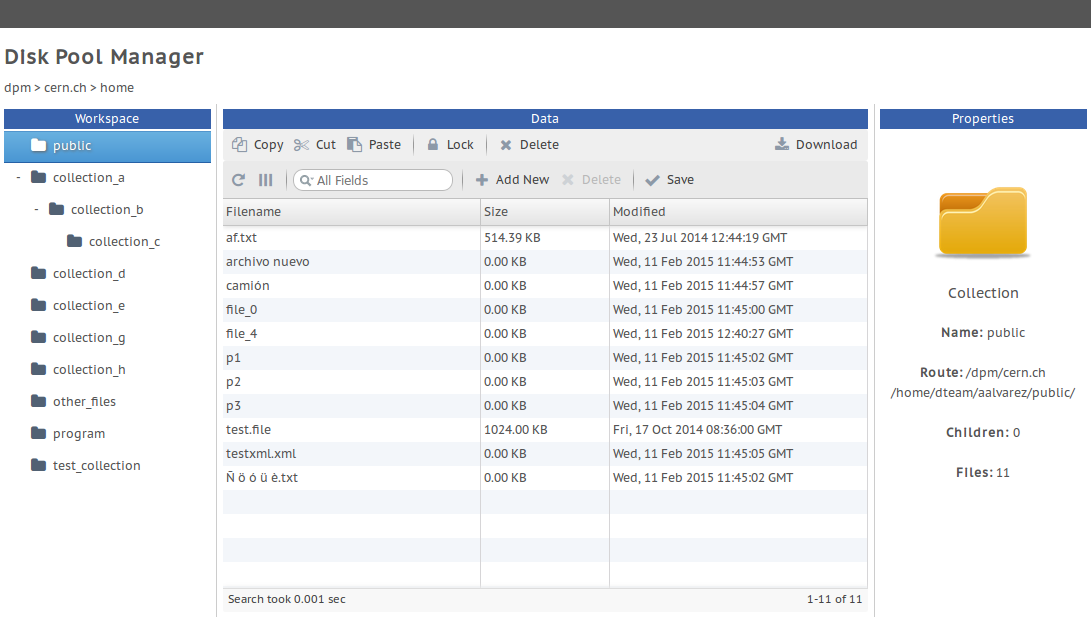 Disk Pool Manager
dpm > cern.ch > home
Workspace
public
- collection_a
- collection_b
collection_c
collection_d
collection_e
collection_g
collection_h
other_files
program
test_collection
Data
Copy Cut Paste Lock Delete Download
All Fields Add New Delete Save
Filename Size Modified
af.txt 514.39 KB Wed, 23 Jul 2014 12:44:19 GMT
archivo nuevo 0.00 KB Wed, 11 Feb 2015 11:44:53 GMT
camión 0.00 KB Wed, 11 Feb 2015 11:44:57 GMT
file_0 0.00 KB Wed, 11 Feb 2015 11:45:00 GMT
file_4 0.00 KB Wed, 11 Feb 2015 12:40:27 GMT
p1 0.00 KB Wed, 11 Feb 2015 11:45:02 GMT
p2 0.00 KB Wed, 11 Feb 2015 11:45:03 GMT
p3 0.00 KB Wed, 11 Feb 2015 11:45:04 GMT
test.file 1024.00 KB Fri, 17 Oct 2014 08:36:00 GMT
testxml.xml 0.00 KB Wed, 11 Feb 2015 11:45:05 GMT
Ñ ö ó ü è.txt 0.00 KB Wed, 11 Feb 2015 11:45:02 GMT
Search took 0.001 sec 1-11 of 11
Properties
Collection
Name: public
Route: /dpm/cern.ch
/home/dteam/aalvarez/public/
Children: 0
Files: 11